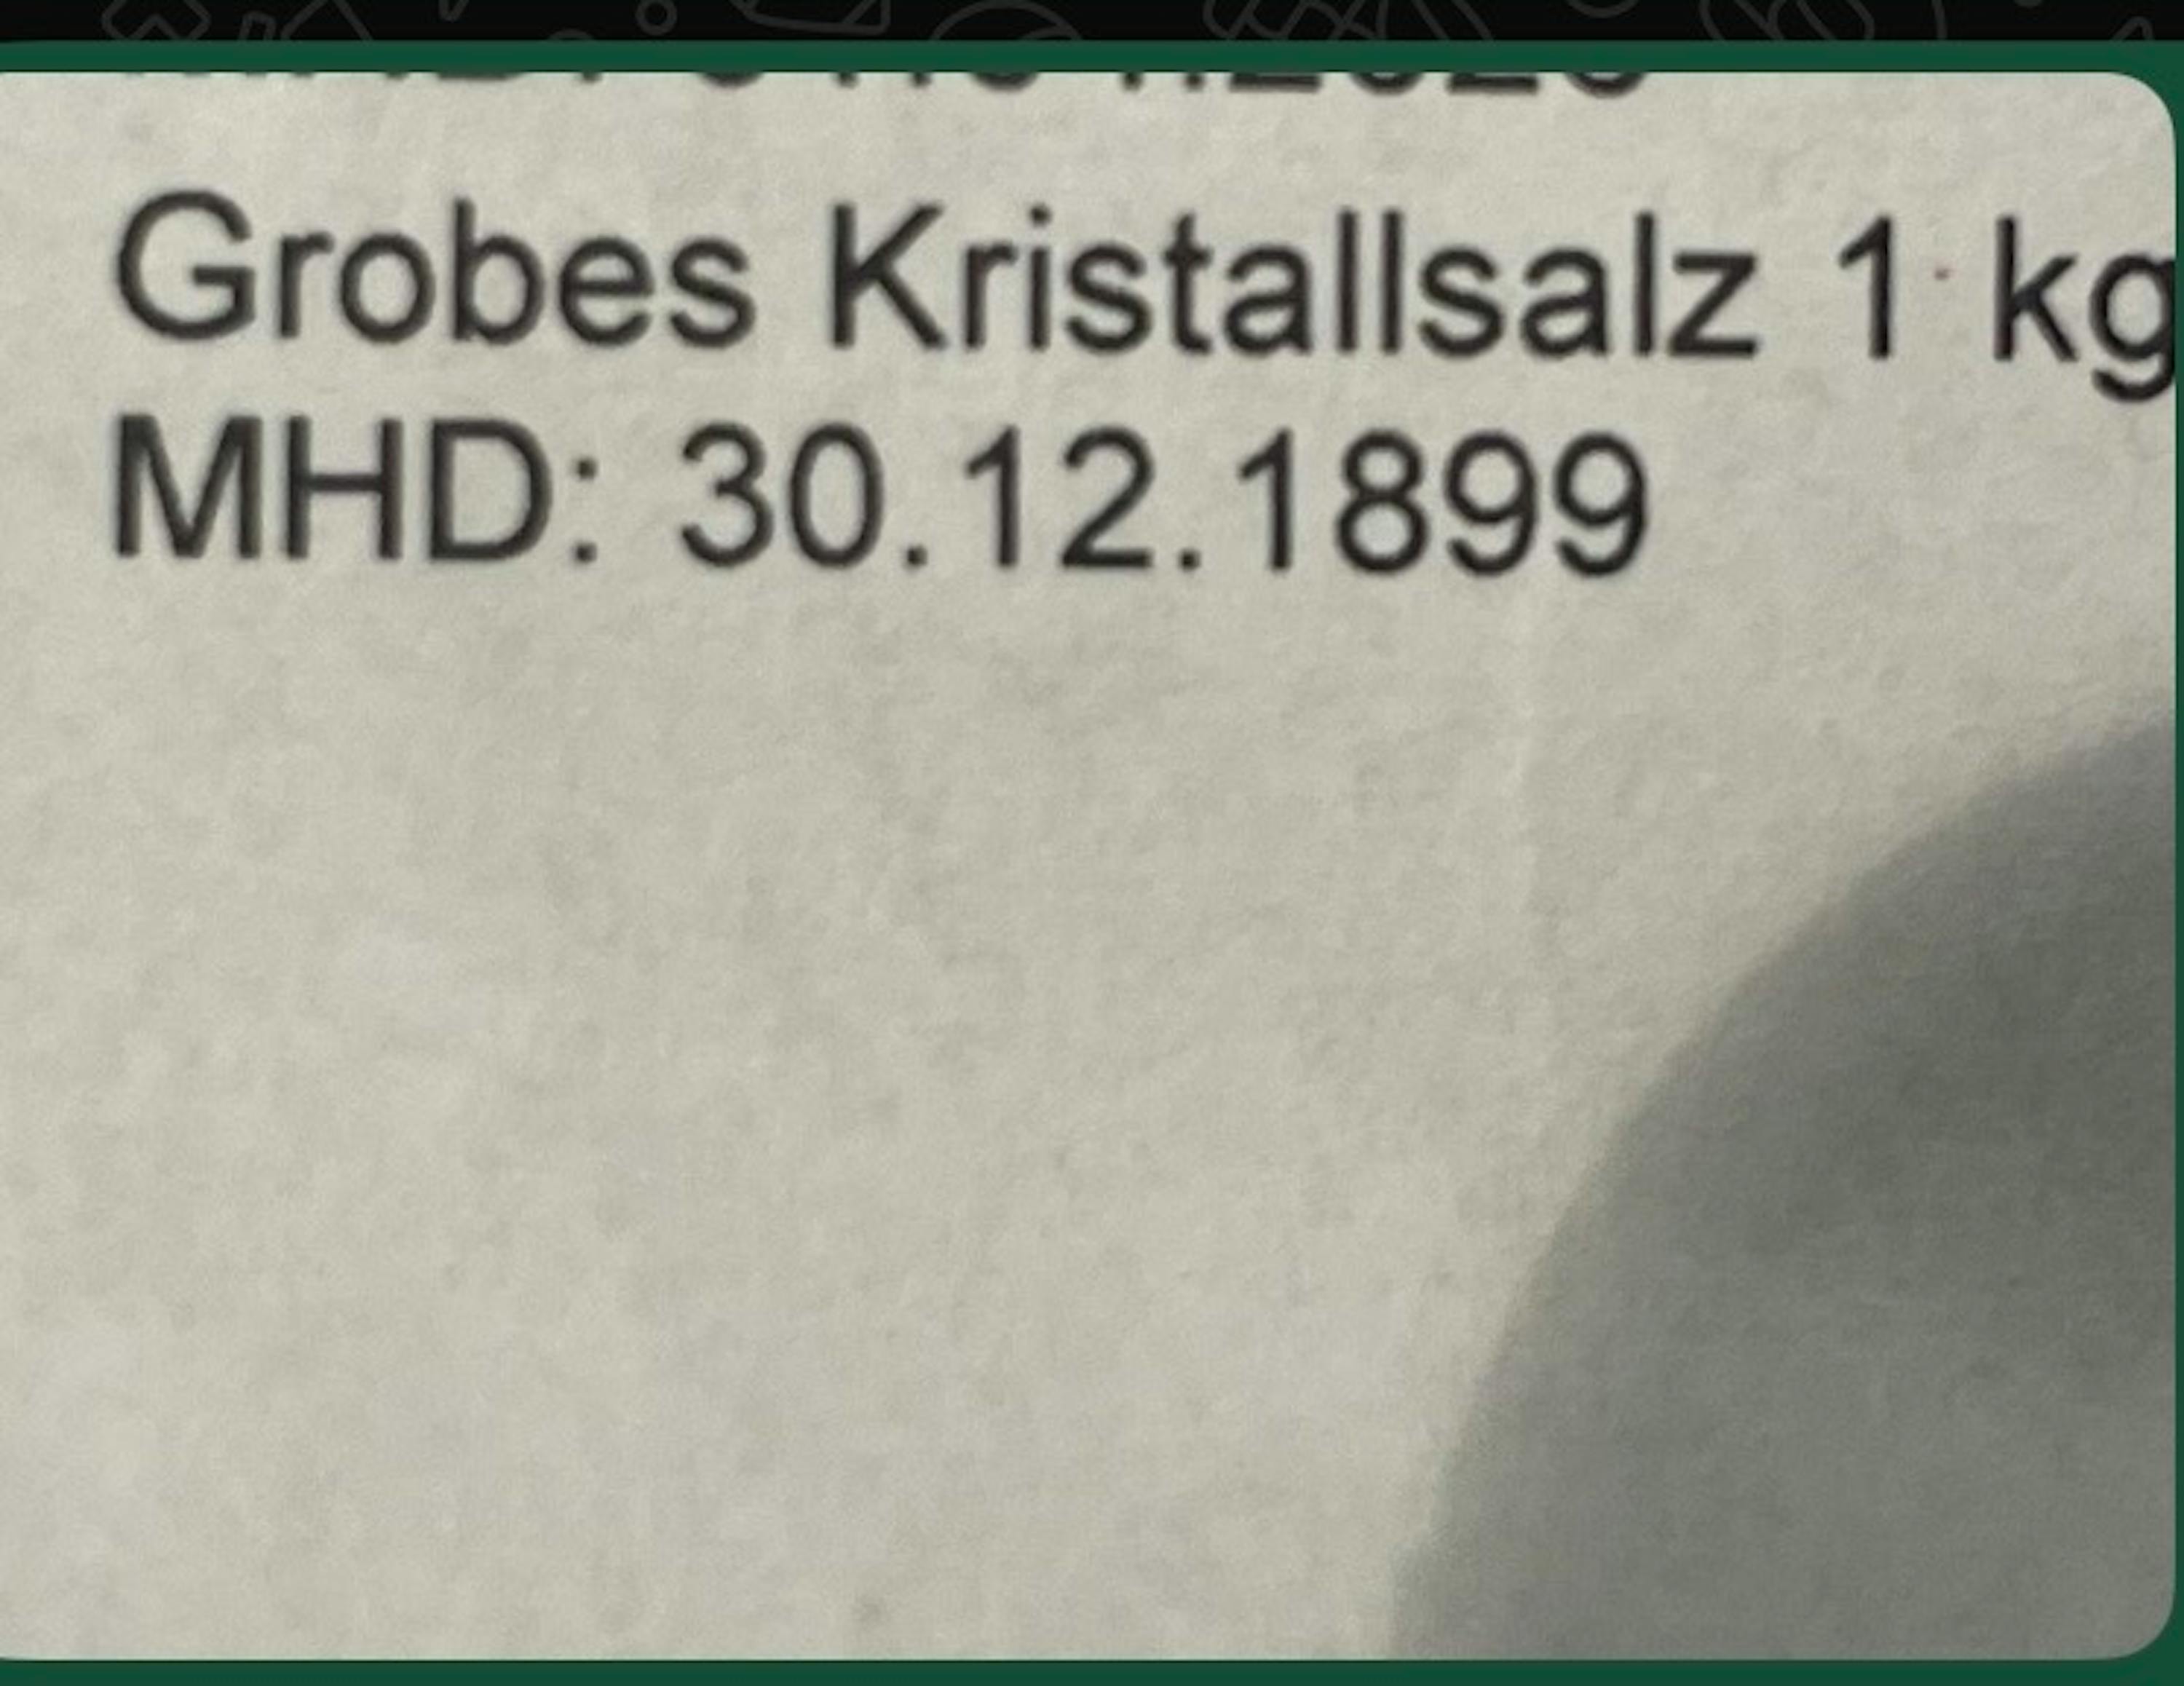 Grobes Kristallsalz 1 kg
MHD: 30.12.1899